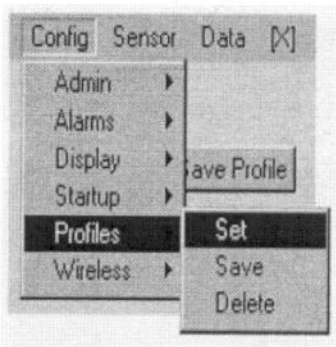 Config Sensor Data [X]
Admin
Alarms
Display
ave Profile
Startup
Profiles
Set
Wireless
Save
Delete